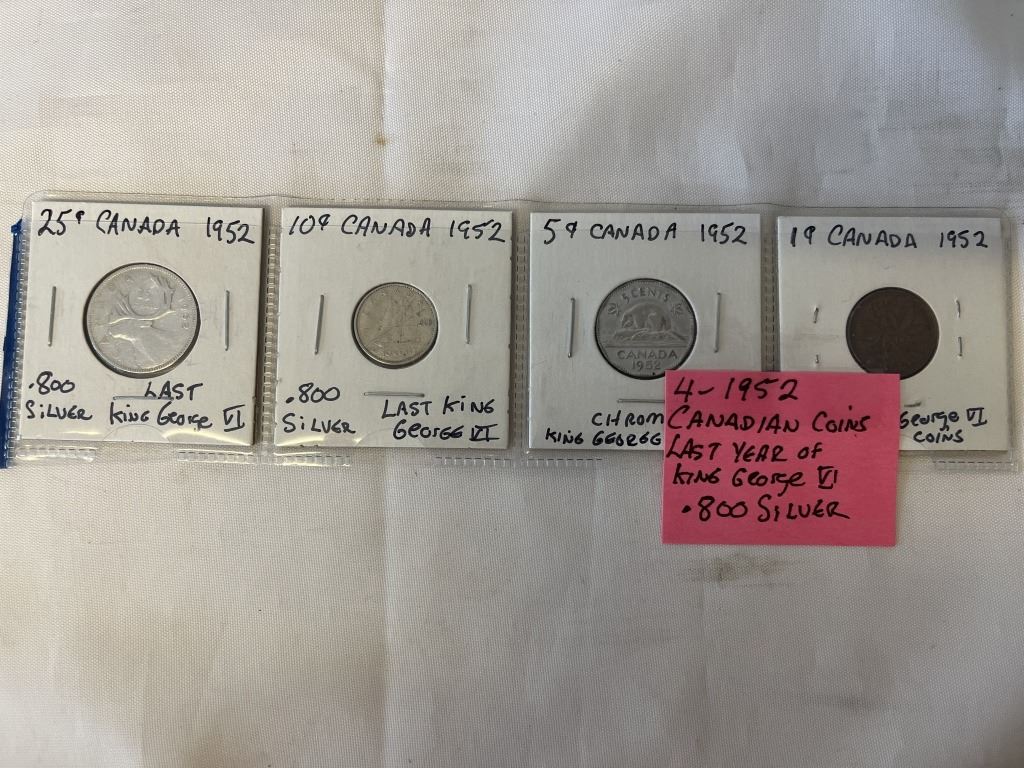 25¢ CANADA 1952
.800
SILVER
LAST
KING GEORGE VI
10¢ CANADA 1952
.800
SILVER
LAST KING
GEORGE VI
5¢ CANADA 1952
5 CENTS
CANADA
1952
CHROM
KING GEORGE
1¢ CANADA 1952
GEORGE VI
COINS
4-1952
CANADIAN COINS
LAST YEAR OF
KING GEORGE VI
.800 SILVER